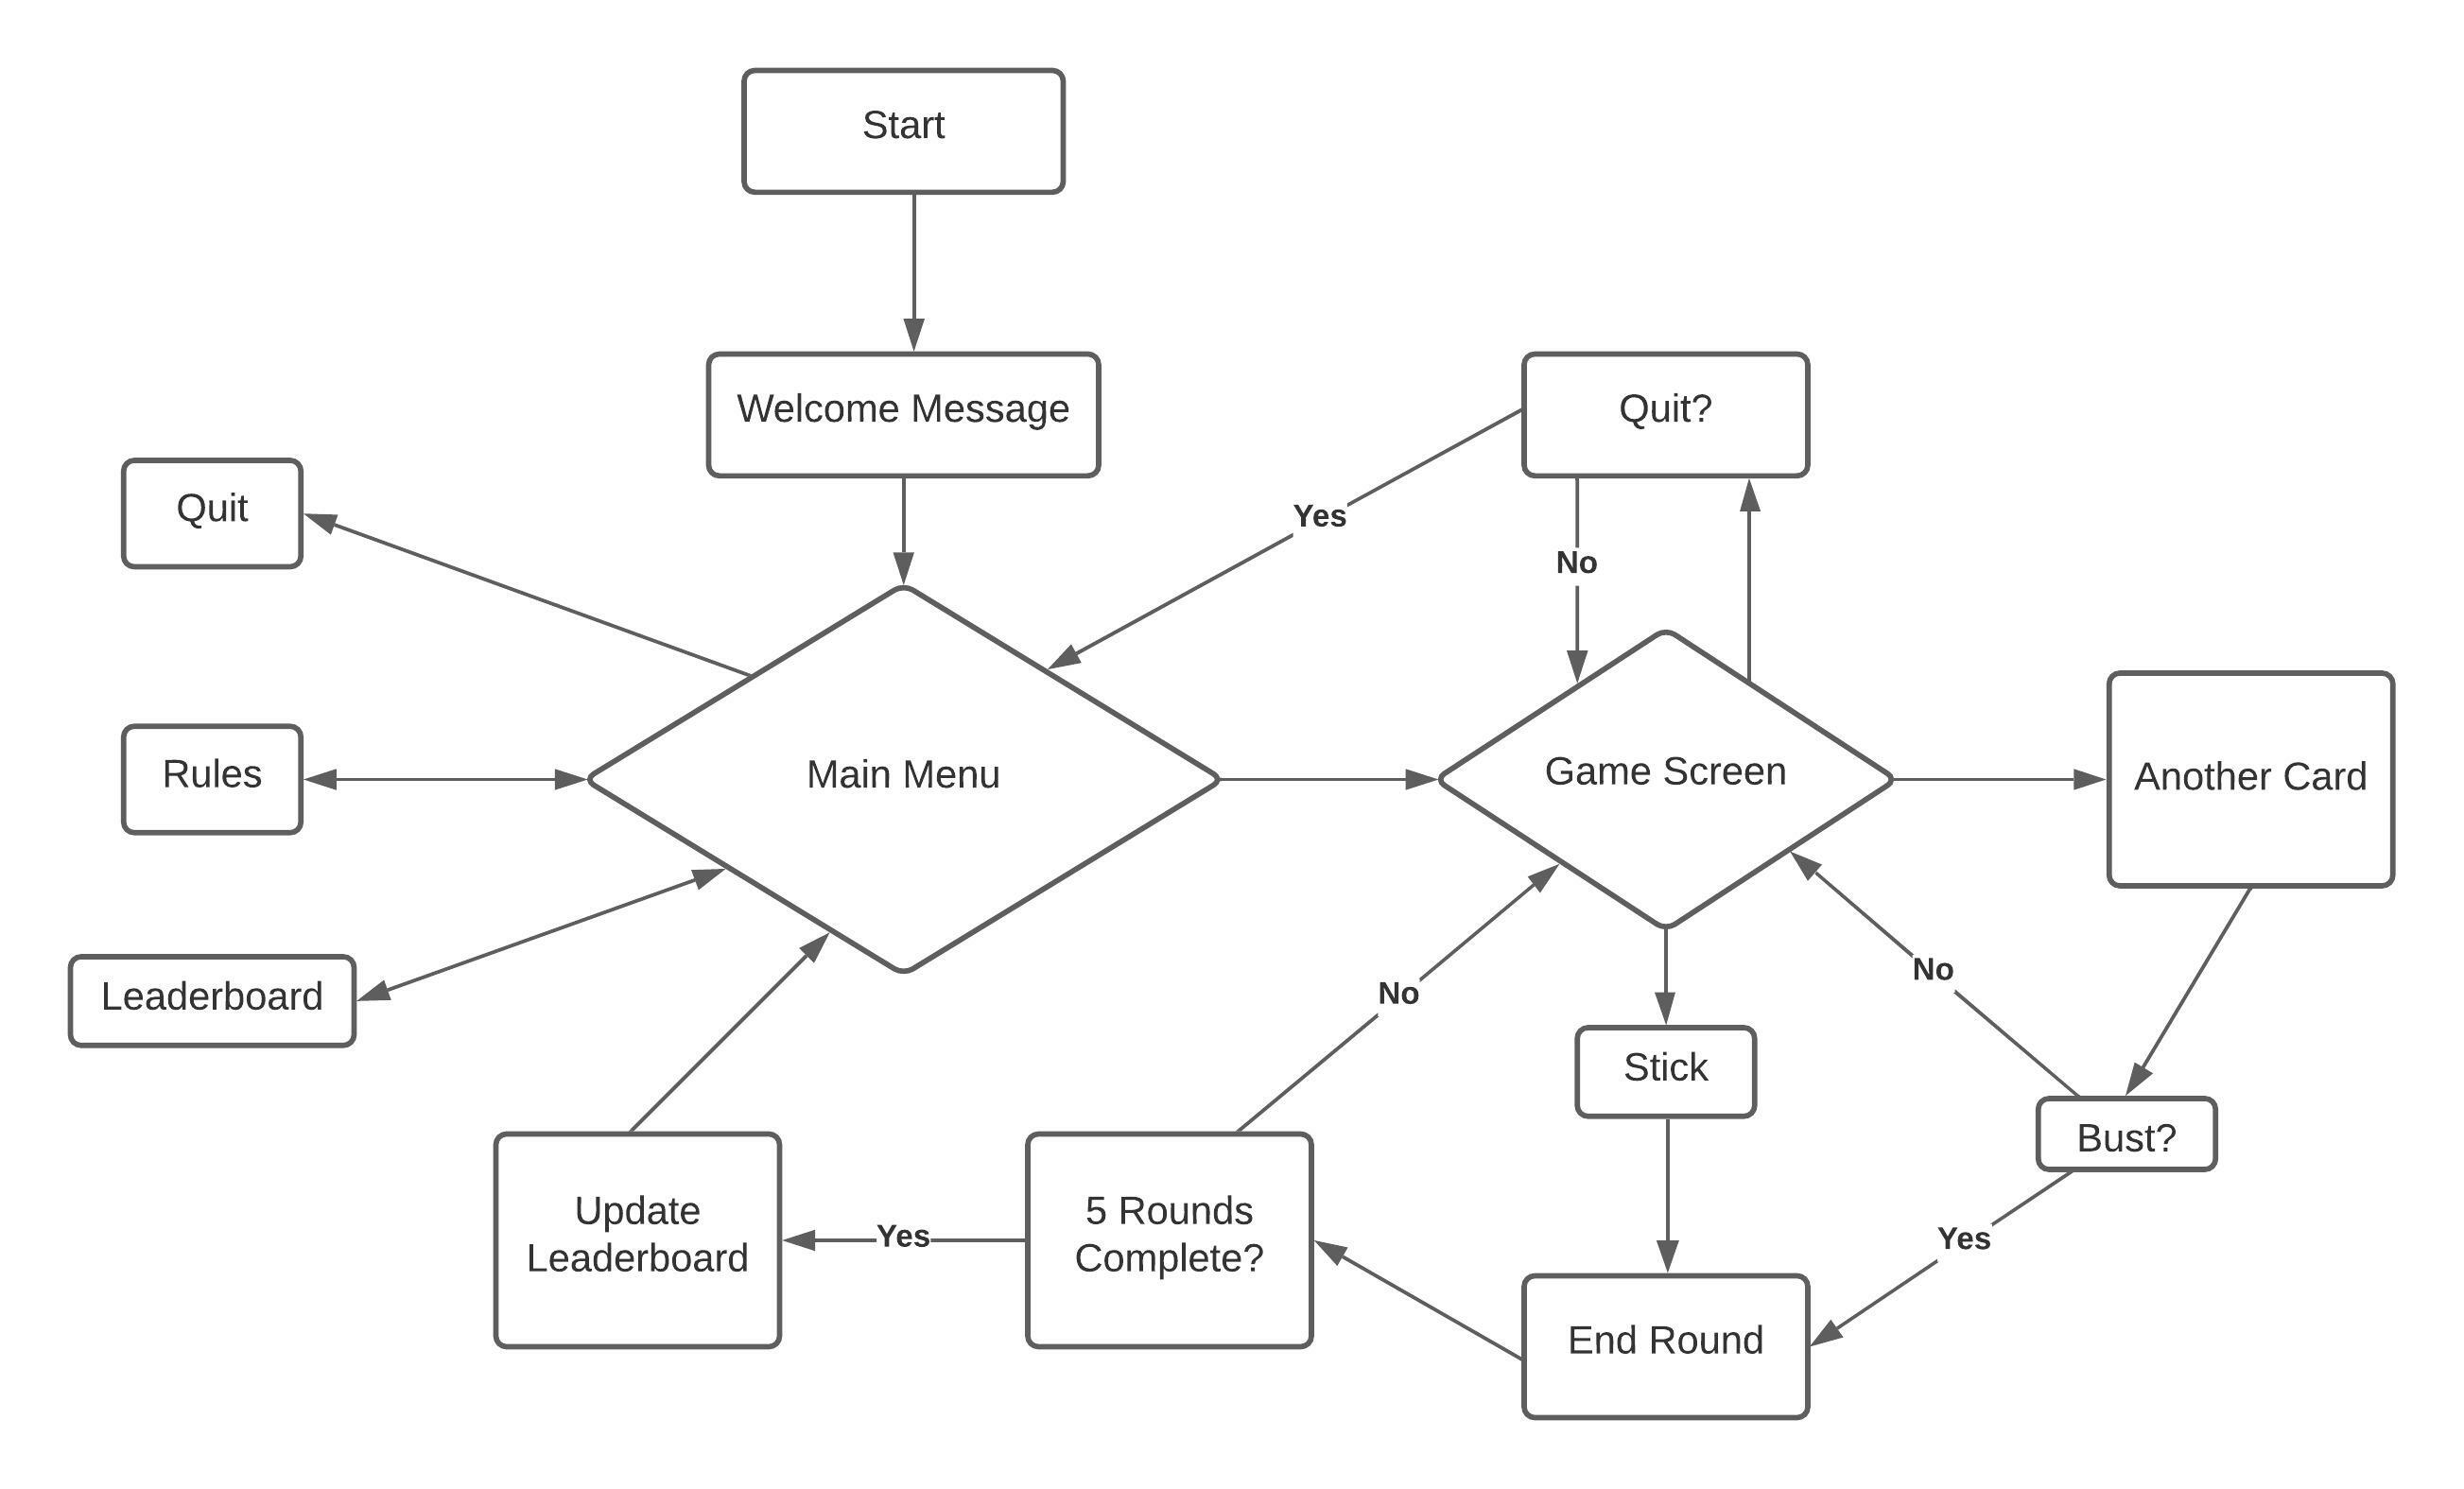 Start
Welcome Message
Quit?
Quit
Yes
No
Rules
Main Menu
Game Screen
Another Card
Leaderboard
No
No
Stick
Bust?
Update
Leaderboard
Yes
5 Rounds
Complete?
Yes
End Round